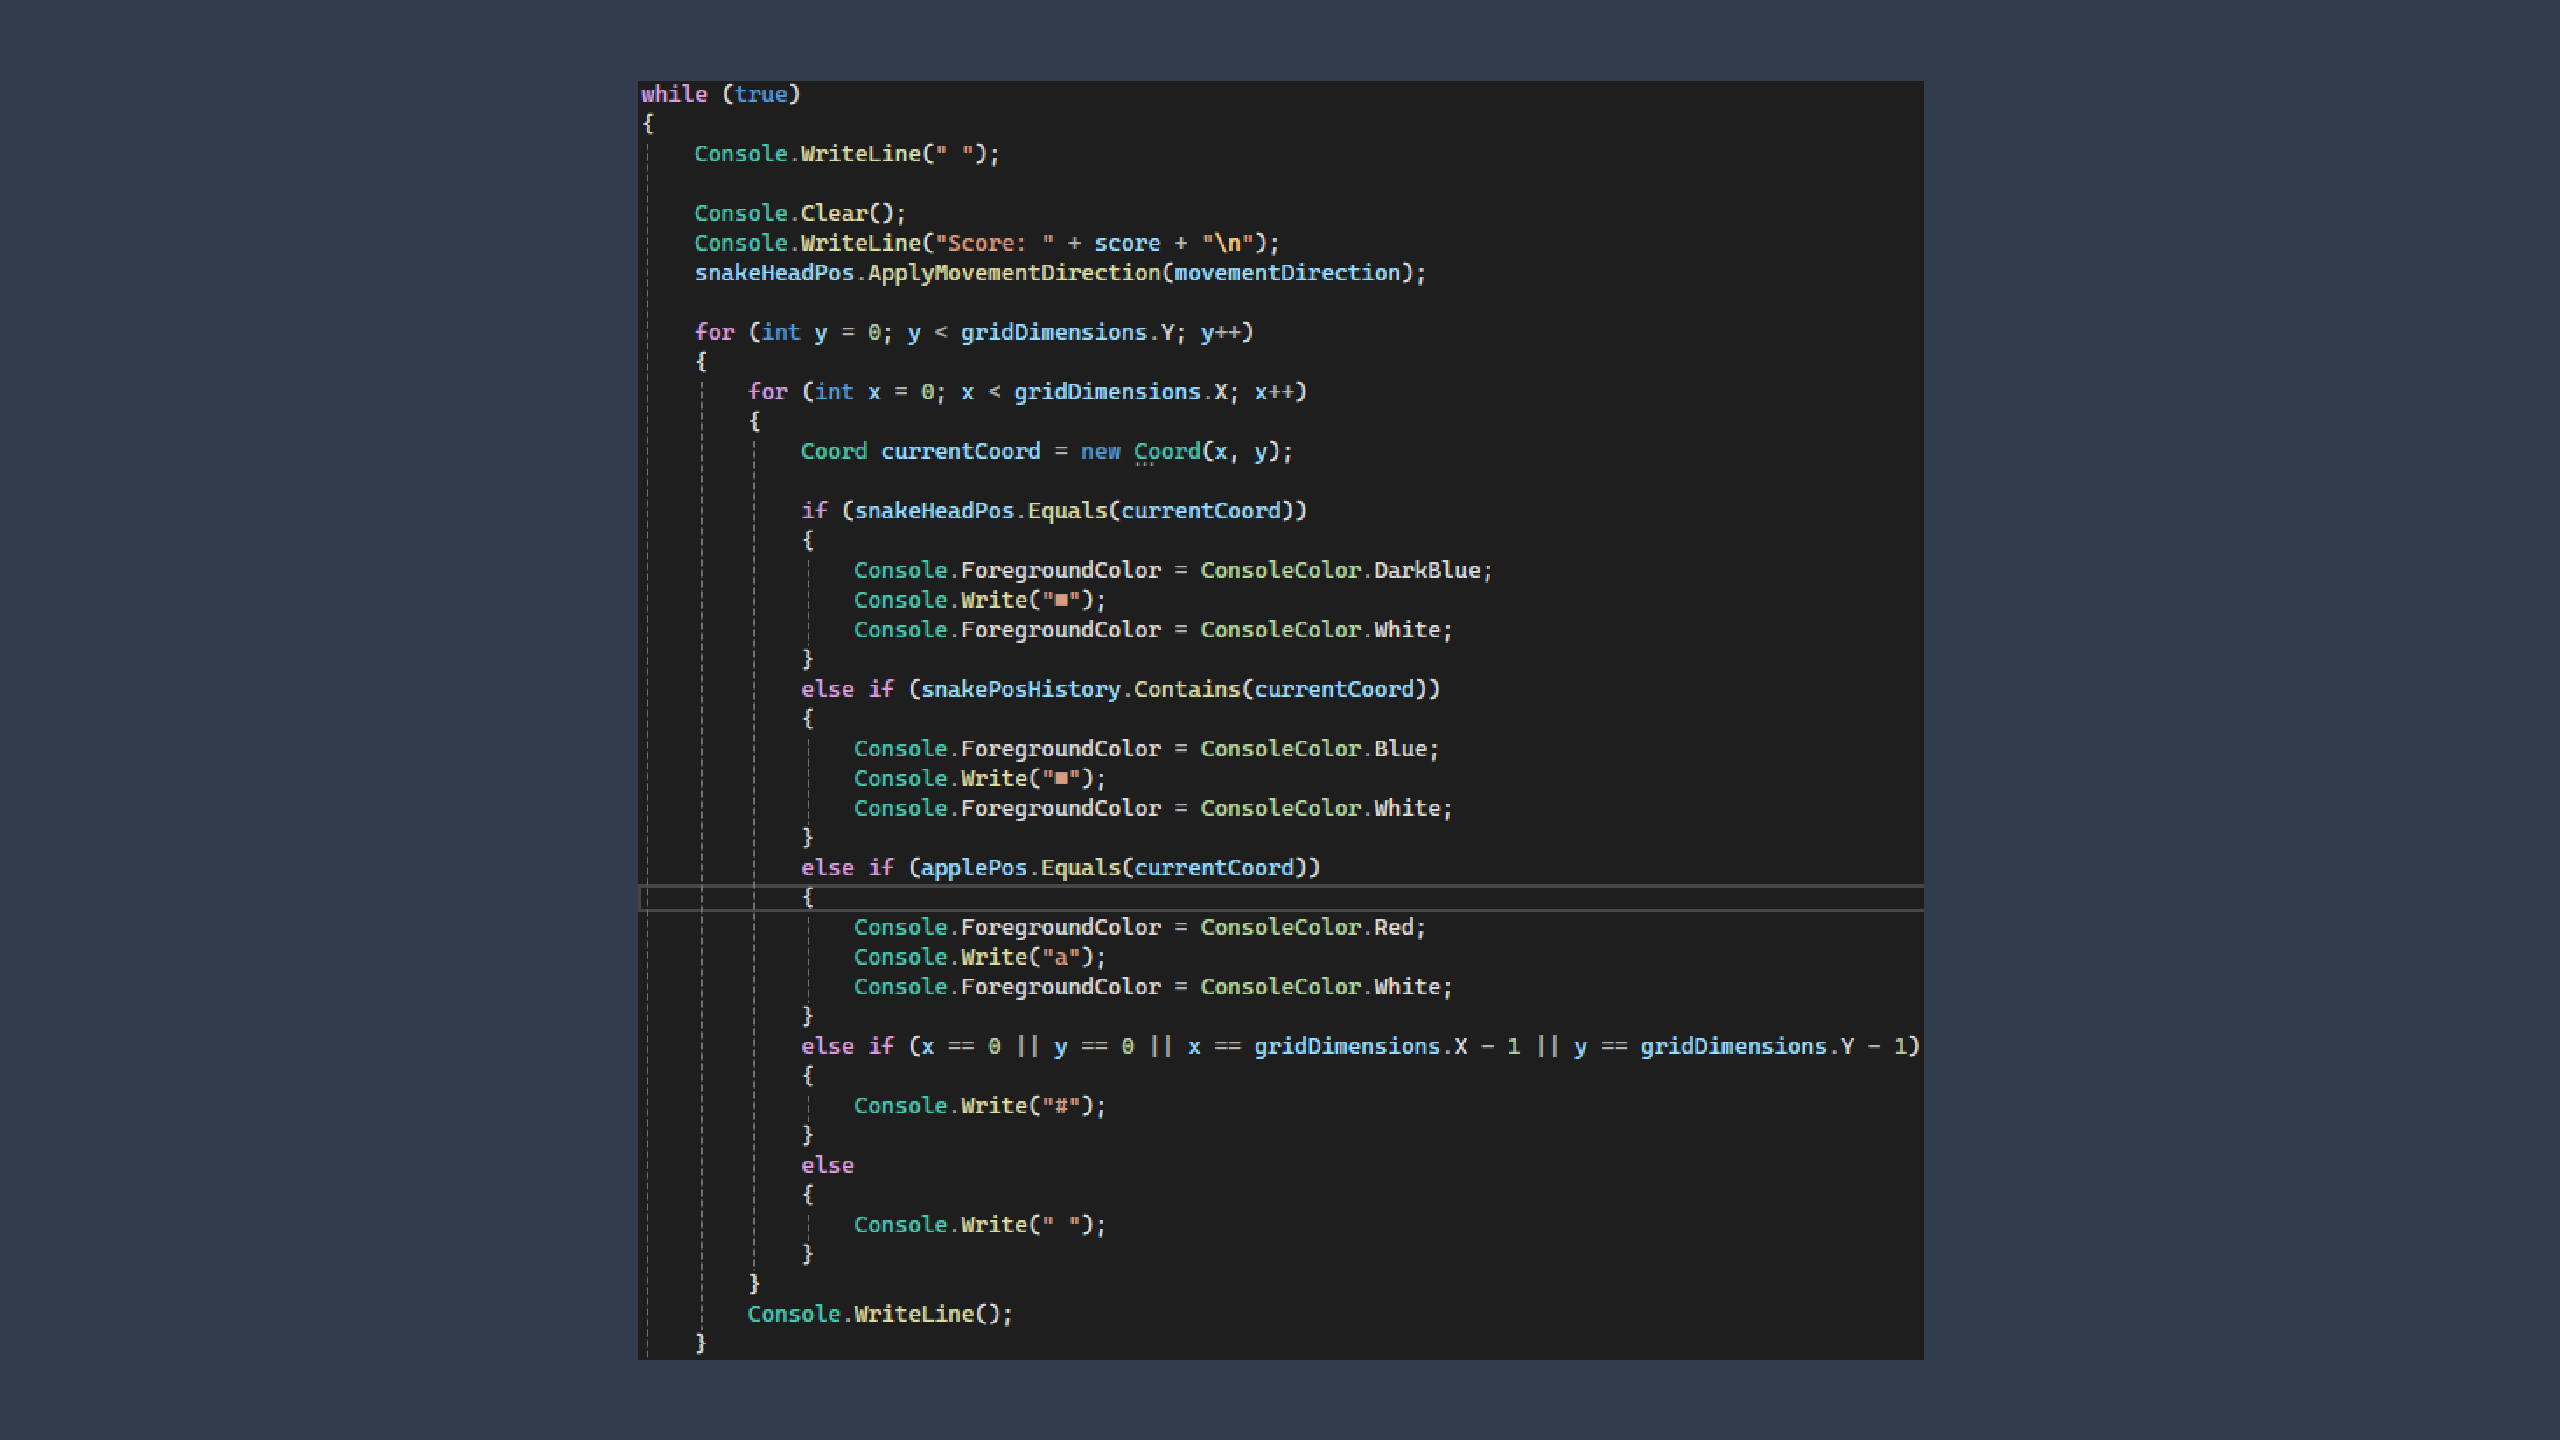 while (true)
{
    Console.WriteLine(" ");

    Console.Clear();
    Console.WriteLine("Score: " + score + "\n");
    snakeHeadPos.ApplyMovementDirection(movementDirection);

    for (int y = 0; y < gridDimensions.Y; y++)
    {
        for (int x = 0; x < gridDimensions.X; x++)
        {
            Coord currentCoord = new Coord(x, y);

            if (snakeHeadPos.Equals(currentCoord))
            {
                Console.ForegroundColor = ConsoleColor.DarkBlue;
                Console.Write("■");
                Console.ForegroundColor = ConsoleColor.White;
            }
            else if (snakePosHistory.Contains(currentCoord))
            {
                Console.ForegroundColor = ConsoleColor.Blue;
                Console.Write("■");
                Console.ForegroundColor = ConsoleColor.White;
            }
            else if (applePos.Equals(currentCoord))
            {
                Console.ForegroundColor = ConsoleColor.Red;
                Console.Write("a");
                Console.ForegroundColor = ConsoleColor.White;
            }
            else if (x == 0 || y == 0 || x == gridDimensions.X - 1 || y == gridDimensions.Y - 1)
            {
                Console.Write("#");
            }
            else
            {
                Console.Write(" ");
            }
        }
        Console.WriteLine();
    }